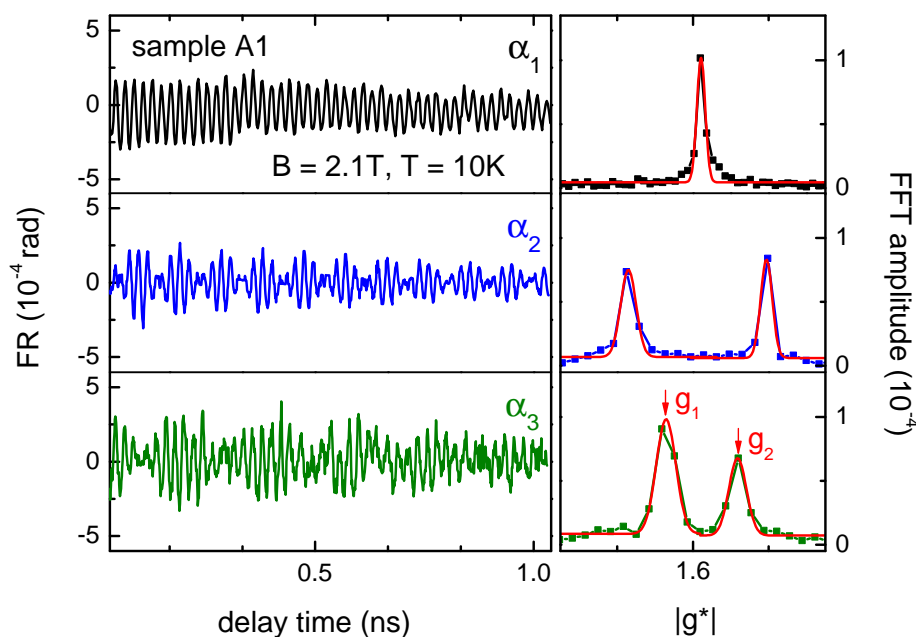 sample A1
α1
B = 2.1T, T = 10K
α2
α3
5
0
-5
5
0
-5
5
0
-5
FR (10^-4 rad)
0.5
1.0
delay time (ns)
g1
g2
1
0
1
0
1
0
FFT amplitude (10^-4)
1.6
|g*|